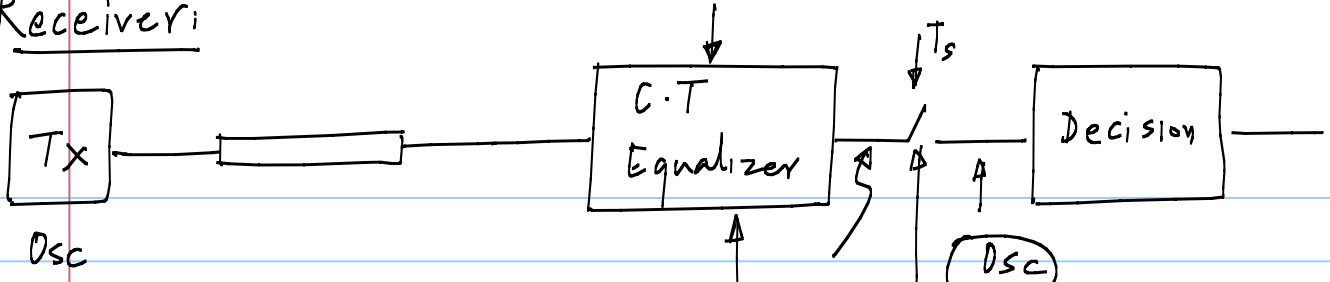 Receiver:
Ts
C.T
Equalizer
Tx
Decision
Osc
Osc